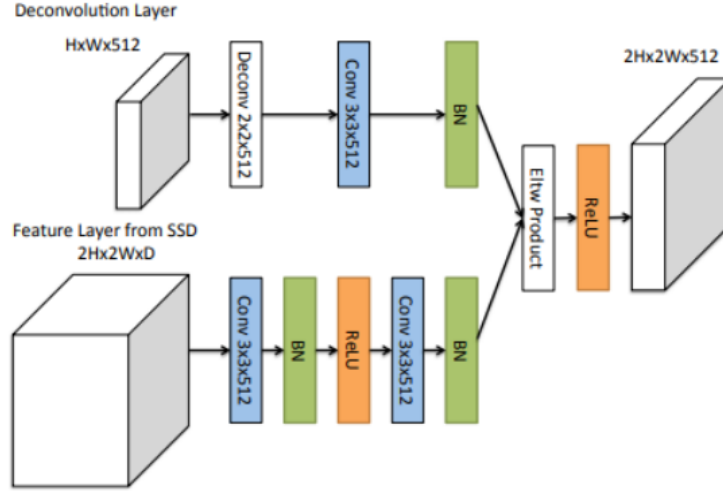 Deconvolution Layer
HxWx512
Deconv 2x2x512
Conv 3x3x512
BN
2Hx2Wx512
Eltw Product
ReLU
Feature Layer from SSD
2Hx2WxD
Conv 3x3x512
BN
ReLU
Conv 3x3x512
BN